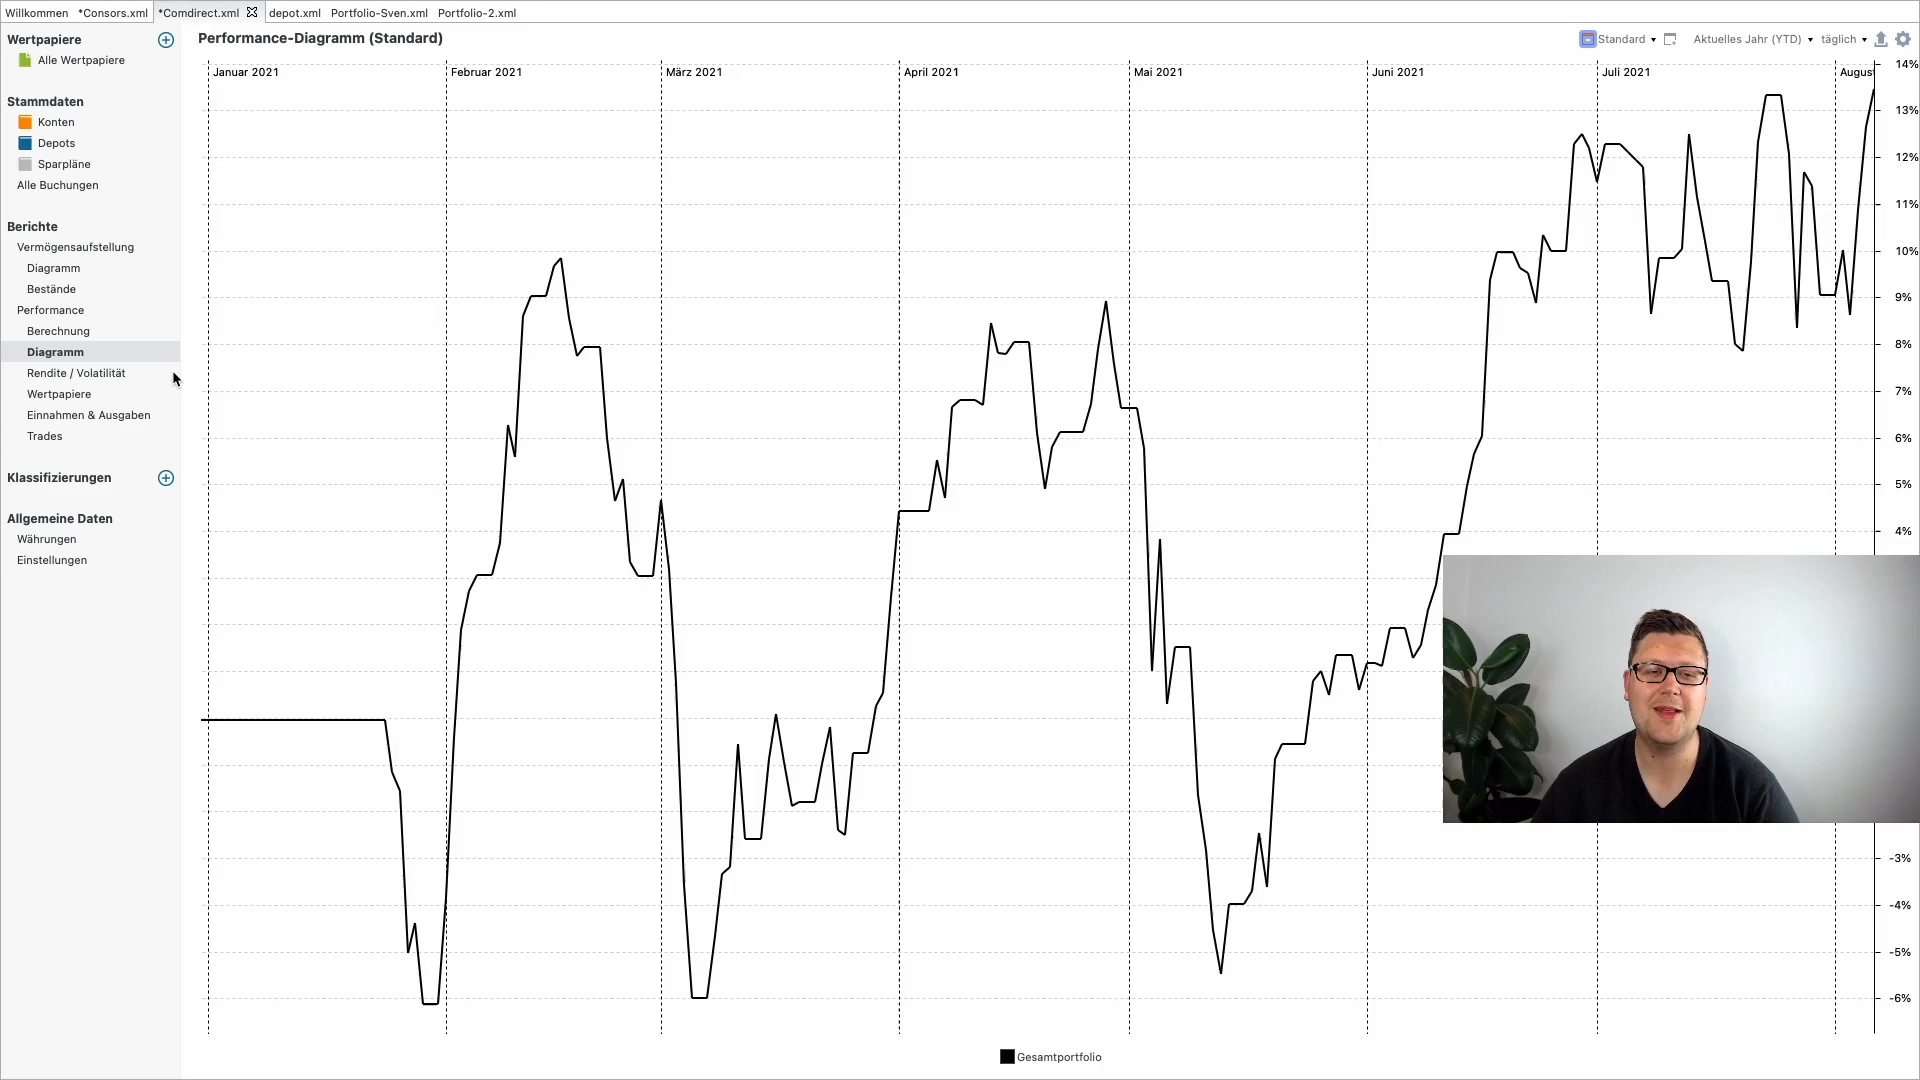 Willkommen *Consors.xml *Comdirect.xml depot.xml Portfolio-Sven.xml Portfolio-2.xml
Wertpapiere
Alle Wertpapiere
Stammdaten
Konten
Depots
Sparpläne
Alle Buchungen
Berichte
Vermögensaufstellung
Diagramm
Bestände
Performance
Berechnung
Diagramm
Rendite / Volatilität
Wertpapiere
Einnahmen & Ausgaben
Trades
Klassifizierungen
Allgemeine Daten
Währungen
Einstellungen
Performance-Diagramm (Standard)
Standard Aktuelles Jahr (YTD) täglich
Januar 2021 Februar 2021 März 2021 April 2021 Mai 2021 Juni 2021 Juli 2021 August
14%
13%
12%
11%
10%
9%
8%
7%
6%
5%
4%
-3%
-4%
-5%
-6%
Gesamtportfolio